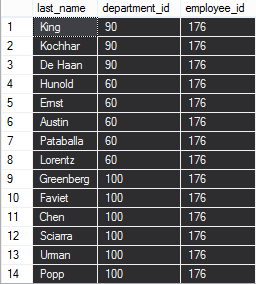 last_name department_id employee_id
1 King 90 176
2 Kochhar 90 176
3 De Haan 90 176
4 Hunold 60 176
5 Ernst 60 176
6 Austin 60 176
7 Pataballa 60 176
8 Lorentz 60 176
9 Greenberg 100 176
10 Faviet 100 176
11 Chen 100 176
12 Sciarra 100 176
13 Urman 100 176
14 Popp 100 176